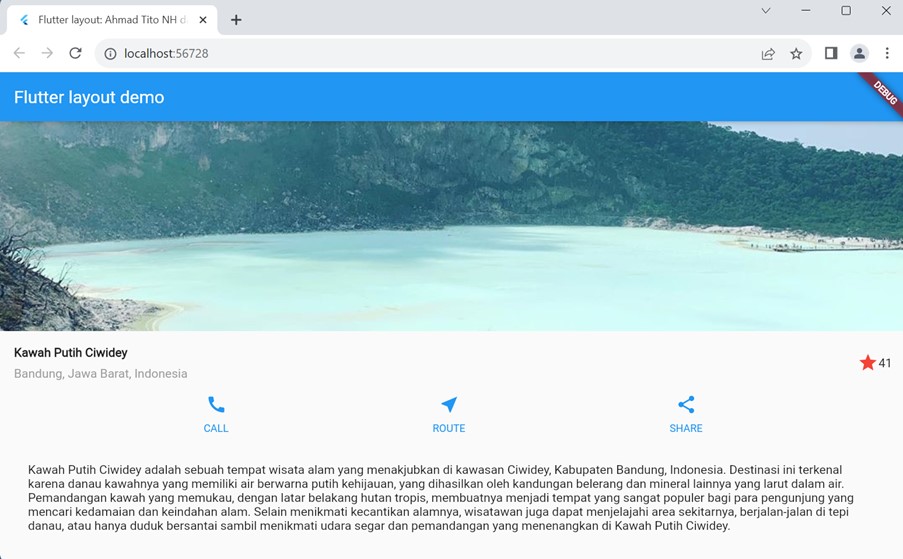 Flutter layout: Ahmad Tito NH d
localhost:56728
Flutter layout demo
DEBUG
Kawah Putih Ciwidey
Bandung, Jawa Barat, Indonesia
41
CALL
ROUTE
SHARE
Kawah Putih Ciwidey adalah sebuah tempat wisata alam yang menakjubkan di kawasan Ciwidey, Kabupaten Bandung, Indonesia. Destinasi ini terkenal
karena danau kawahnya yang memiliki air berwarna putih kehijauan, yang dihasilkan oleh kandungan belerang dan mineral lainnya yang larut dalam air.
Pemandangan kawah yang memukau, dengan latar belakang hutan tropis, membuatnya menjadi tempat yang sangat populer bagi para pengunjung yang
mencari kedamaian dan keindahan alam. Selain menikmati kecantikan alamnya, wisatawan juga dapat menjelajahi area sekitarnya, berjalan-jalan di tepi
danau, atau hanya duduk bersantai sambil menikmati udara segar dan pemandangan yang menenangkan di Kawah Putih Ciwidey.